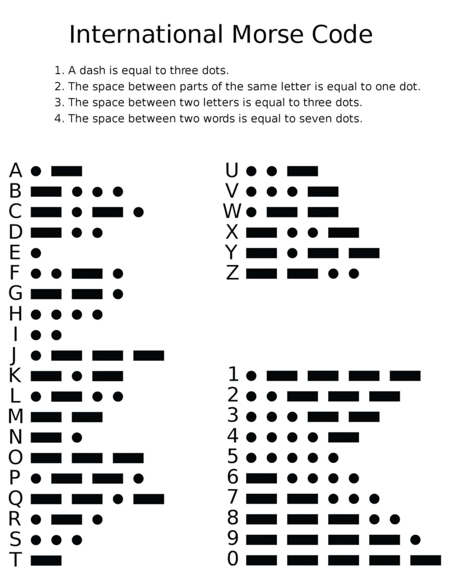 International Morse Code
1. A dash is equal to three dots.
2. The space between parts of the same letter is equal to one dot.
3. The space between two letters is equal to three dots.
4. The space between two words is equal to seven dots.
A
B
C
D
E
F
G
H
I
J
K
L
M
N
O
P
Q
R
S
T
U
V
W
X
Y
Z
1
2
3
4
5
6
7
8
9
0